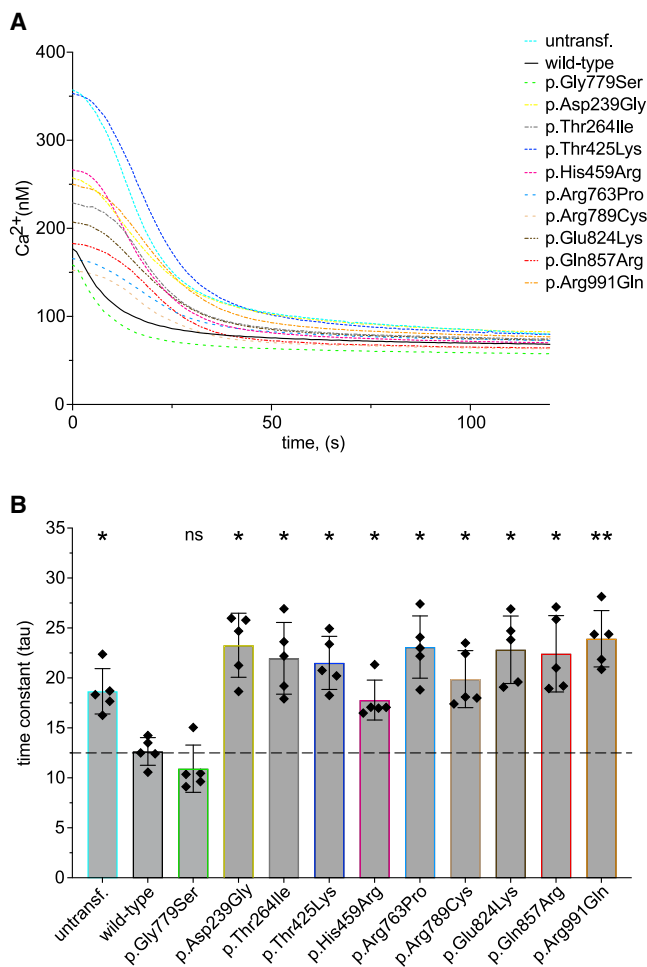 A
400
300
200
100
0
Ca²⁺(nM)
0
50
100
time, (s)
untransf.
wild-type
p.Gly779Ser
p.Asp239Gly
p.Thr264Ile
p.Thr425Lys
p.His459Arg
p.Arg763Pro
p.Arg789Cys
p.Glu824Lys
p.Gln857Arg
p.Arg991Gln
B
35
30
25
20
15
10
5
0
time constant (tau)
*
ns
*
*
*
*
*
*
*
*
**
untransf.
wild-type
p.Gly779Ser
p.Asp239Gly
p.Thr264Ile
p.Thr425Lys
p.His459Arg
p.Arg763Pro
p.Arg789Cys
p.Glu824Lys
p.Gln857Arg
p.Arg991Gln